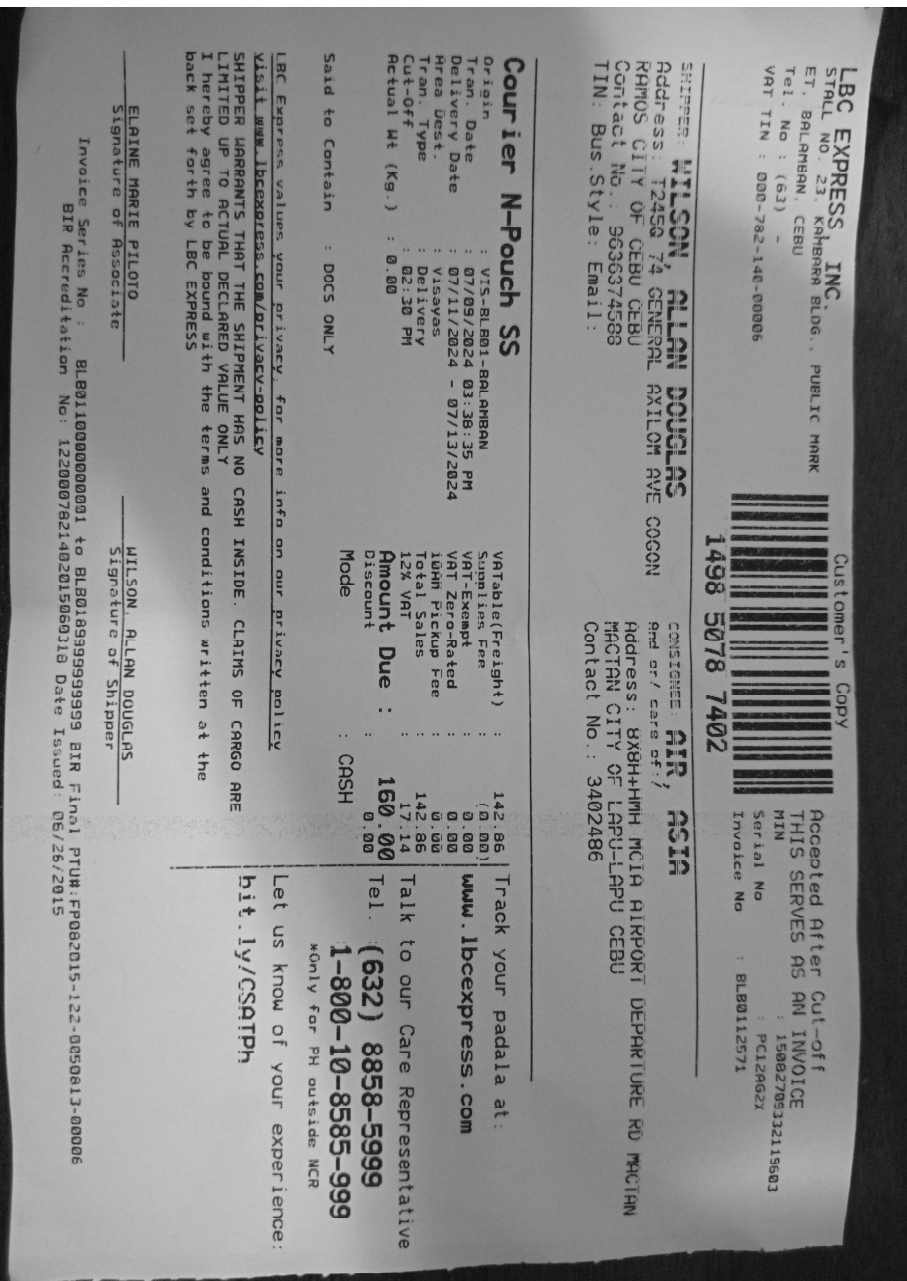 Customer's Copy
LBC EXPRESS, INC.
STALL NO. 23, KAMBARA BLDG., PUBLIC MARK
ET, BALAMBAN, CEBU
Tel. No : (63) -
VAT TIN : 000-782-140-00006
1498 5078 7402
Accepted After Cut-off
THIS SERVES AS AN INVOICE
MIN : 15082709332119603
Serial No : PC12AG2X
Invoice No : BLB0112571
SHIPPER: WILSON, ALLAN DOUGLAS
Address: T245Q 74 GENERAL AXILOM AVE COGON
RAMOS CITY OF CEBU CEBU
Contact No.: 9636374588
TIN: Bus.Style: Email:
CONSIGNEE: AIR, ASIA
And or/ care of:/
Address: 8X8H+HMH MCIA AIRPORT DEPARTURE RD MACTAN
MACTAN CITY OF LAPU-LAPU CEBU
Contact No.: 3402486
Courier N-Pouch SS
Origin : VIS-BLB01-BALAMBAN
Tran. Date : 07/09/2024 03:38:35 PM
Delivery Date : 07/11/2024 - 07/13/2024
Area Dest. : Visayas
Tran. Type : Delivery
Cut-Off : 02:30 PM
Actual Wt (Kg.) : 0.00
Said to Contain : DOCS ONLY
VATable(Freight) : 142.86
Supplies Fee : (0.00)
VAT-Exempt : 0.00
VAT Zero-Rated : 0.00
10AM Pickup Fee : 0.00
Total Sales : 142.86
12% VAT : 17.14
Amount Due : 160.00
Discount : 0.00
Mode : CASH
Track your padala at:
www.lbcexpress.com
Talk to our Care Representative
Tel. :(632) 8858-5999
1-800-10-8585-999
*Only for PH outside NCR
Let us know of your experience:
bit.ly/CSATPh
LBC Express values your privacy, for more info on our privacy policy
visit www.lbcexpress.com/privacy-policy
SHIPPER WARRANTS THAT THE SHIPMENT HAS NO CASH INSIDE. CLAIMS OF CARGO ARE
LIMITED UP TO ACTUAL DECLARED VALUE ONLY
I hereby agree to be bound with the terms and conditions written at the
back set forth by LBC EXPRESS
ELAINE MARIE PILOTO
Signature of Associate
WILSON, ALLAN DOUGLAS
Signature of Shipper
Invoice Series No : BLB01100000000001 to BLB01899999999999 BIR Final PTU#:FP082015-122-0050813-00006
BIR Accreditation No: 1220007821402015060318 Date Issued: 06/26/2015